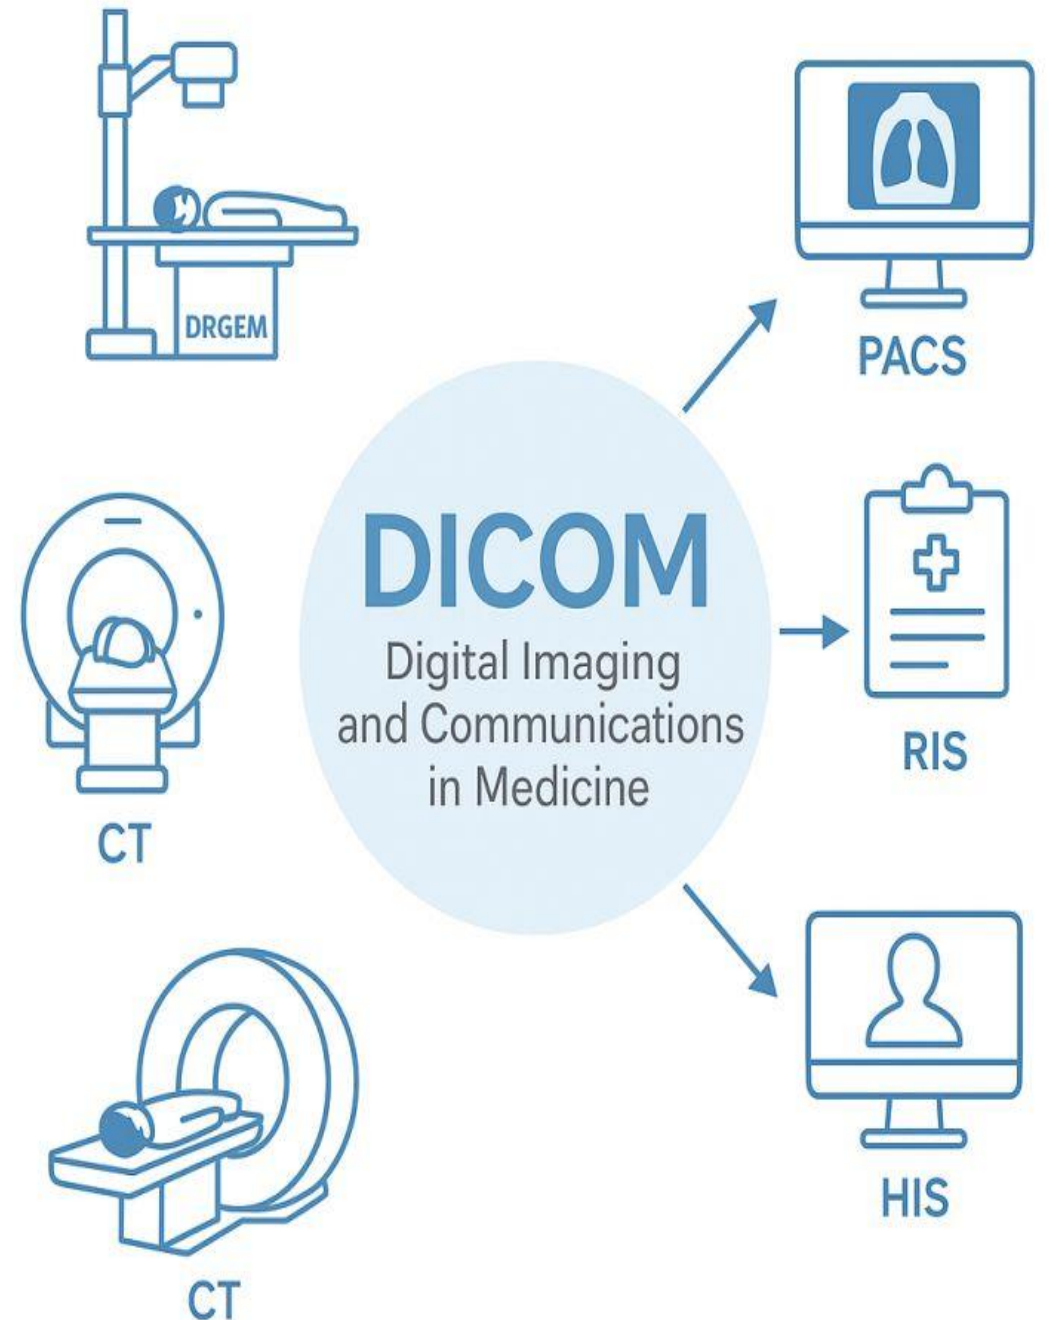 DRGEM
PACS
DICOM
Digital Imaging
and Communications
in Medicine
CT
RIS
CT
HIS